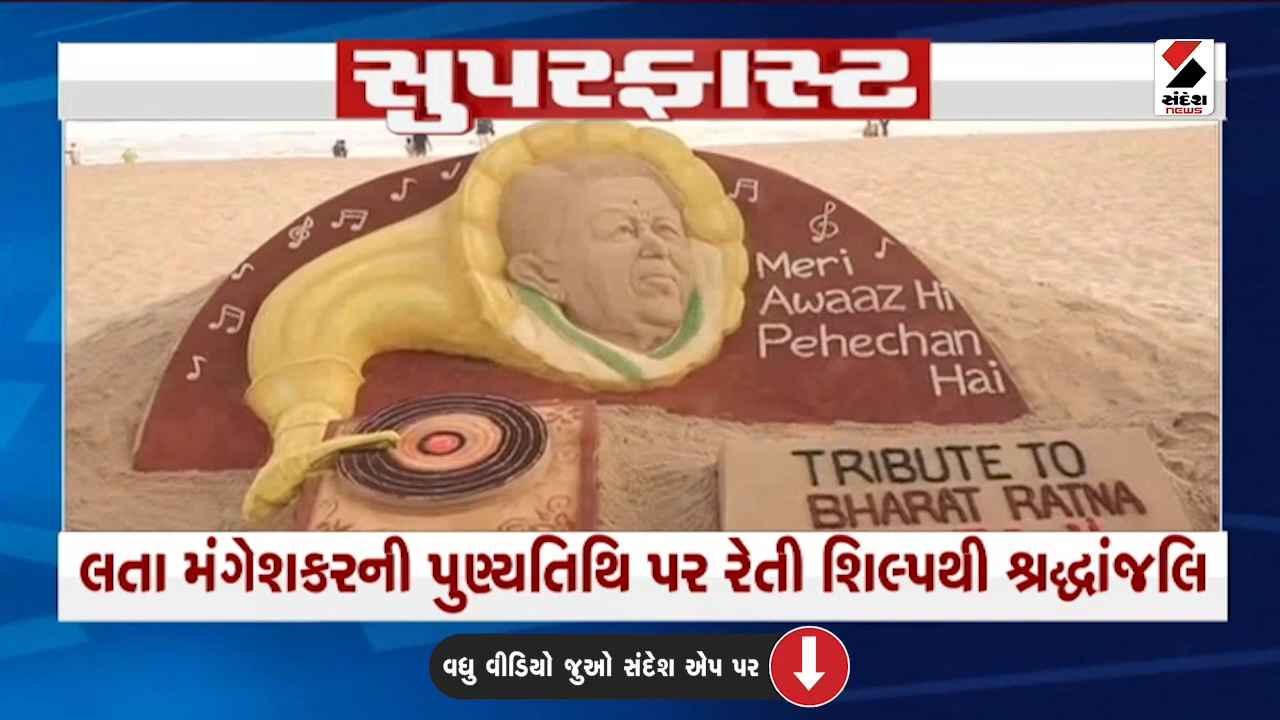 સુપરફાસ્ટ
સંદેશ
NEWS
Meri
Awaaz Hi
Pehechan
Hai
TRIBUTE TO
BHARAT RATNA
લતા મંગેશકરની પુણ્યતિથિ પર રેતી શિલ્પથી શ્રદ્ધાંજલિ
વધુ વીડિયો જુઓ સંદેશ એપ પર